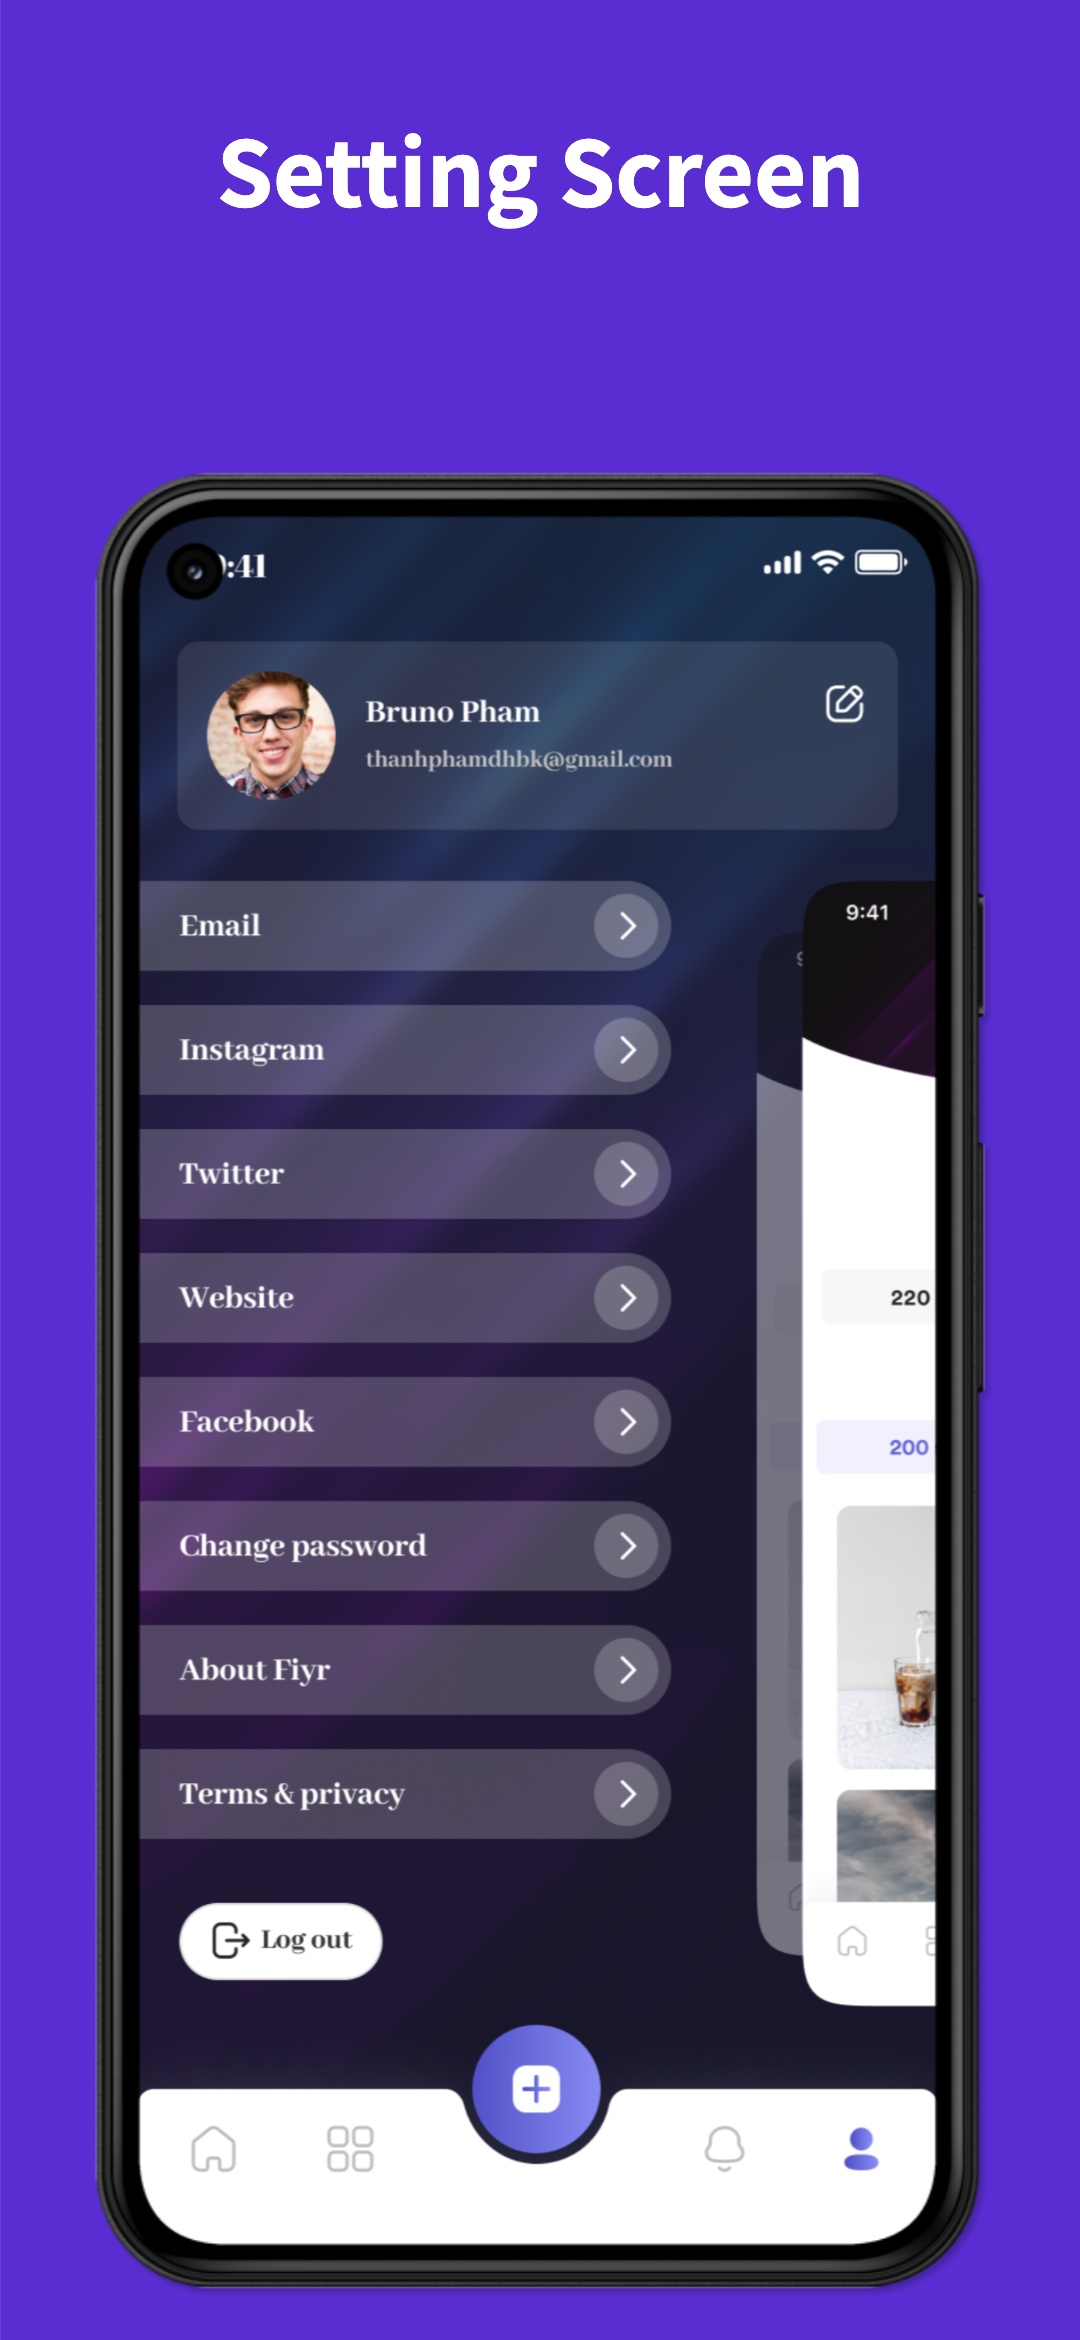 Setting Screen
:41
Bruno Pham
thanhphamdhbk@gmail.com
Email
9:41
Instagram
Twitter
Website
220
Facebook
200
Change password
About Fiyr
Terms & privacy
Log out